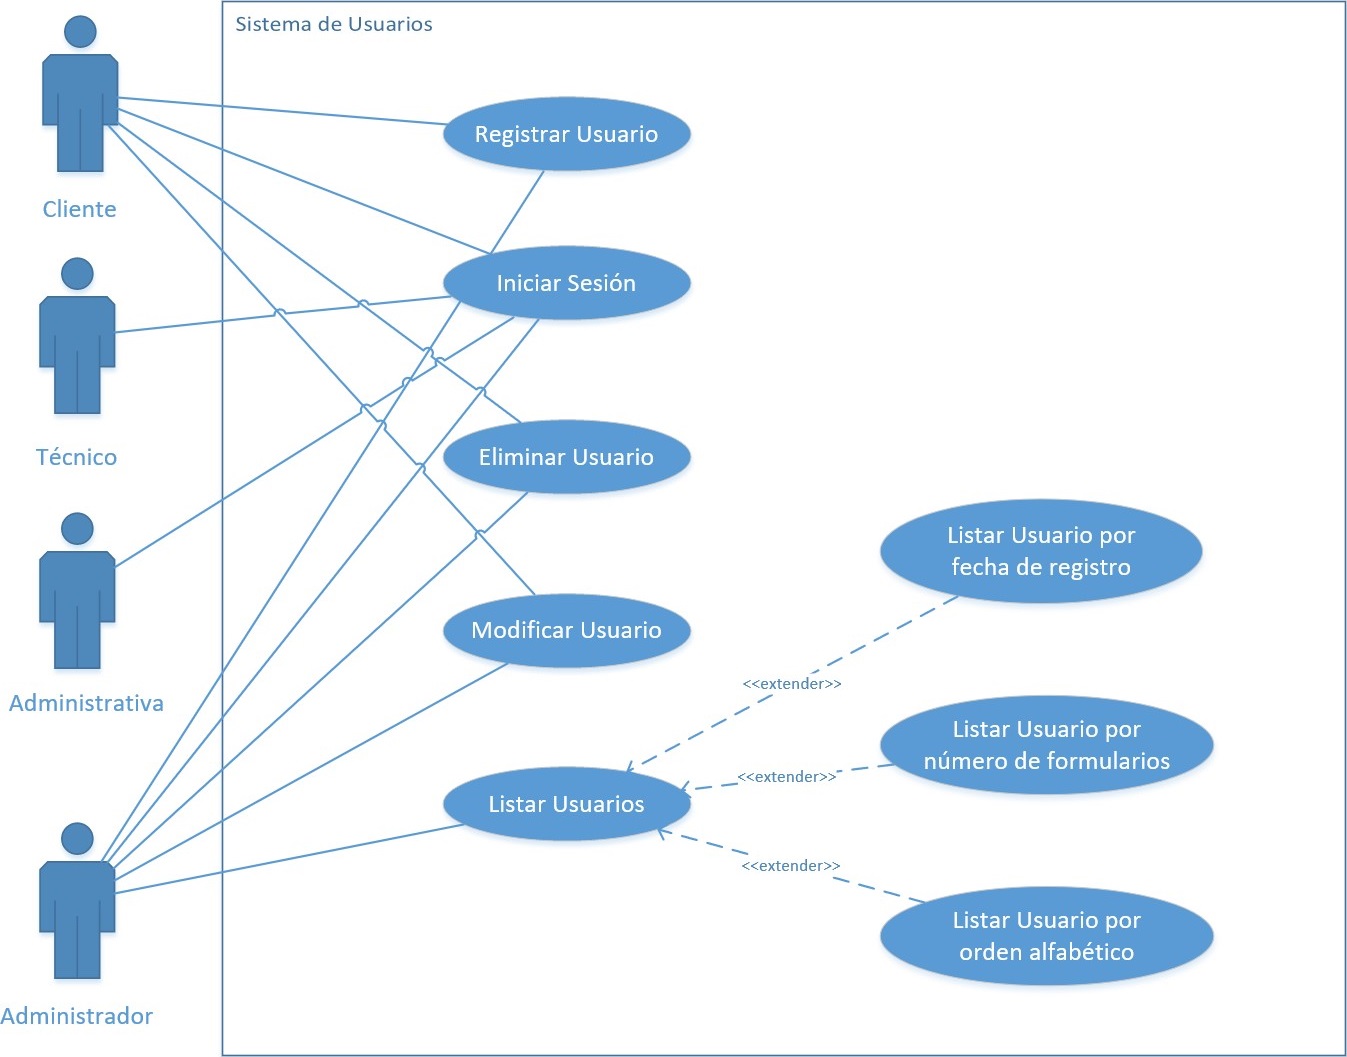 Sistema de Usuarios
Cliente
Técnico
Administrativa
Administrador
Registrar Usuario
Iniciar Sesión
Eliminar Usuario
Modificar Usuario
Listar Usuarios
Listar Usuario por
fecha de registro
<<extender>>
Listar Usuario por
número de formularios
<<extender>>
Listar Usuario por
orden alfabético
<<extender>>